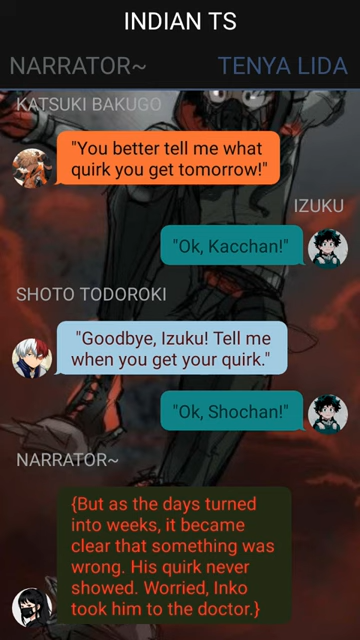 INDIAN TS
NARRATOR~ TENYA LIDA
KATSUKI BAKUGO
"You better tell me what
quirk you get tomorrow!"
IZUKU
"Ok, Kacchan!"
SHOTO TODOROKI
"Goodbye, Izuku! Tell me
when you get your quirk."
"Ok, Shochan!"
NARRATOR~
{But as the days turned
into weeks, it became
clear that something was
wrong. His quirk never
showed. Worried, Inko
took him to the doctor.}